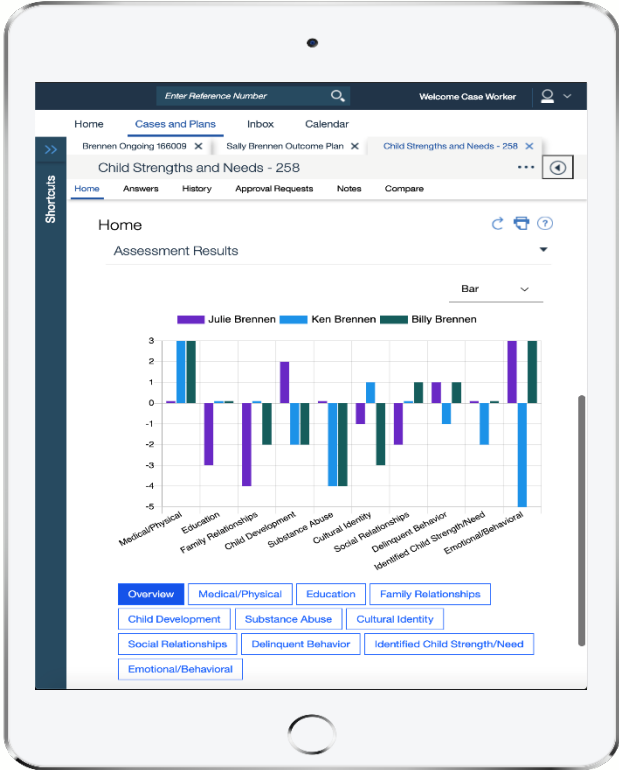 Enter Reference Number
Welcome Case Worker
Home Cases and Plans Inbox Calendar
>>
Brennen Ongoing 166009 X Sally Brennen Outcome Plan X Child Strengths and Needs - 258 X
Shortcuts
Child Strengths and Needs - 258 ...
Home Answers History Approval Requests Notes Compare
Home ?
Assessment Results
Bar
Julie Brennen Ken Brennen Billy Brennen
3
2
1
0
-1
-2
-3
-4
-5
Medical/Physical
Education
Family Relationships
Child Development
Substance Abuse
Cultural Identity
Social Relationships
Delinquent Behavior
Identified Child Strength/Need
Emotional/Behavioral
Overview Medical/Physical Education Family Relationships
Child Development Substance Abuse Cultural Identity
Social Relationships Delinquent Behavior Identified Child Strength/Need
Emotional/Behavioral